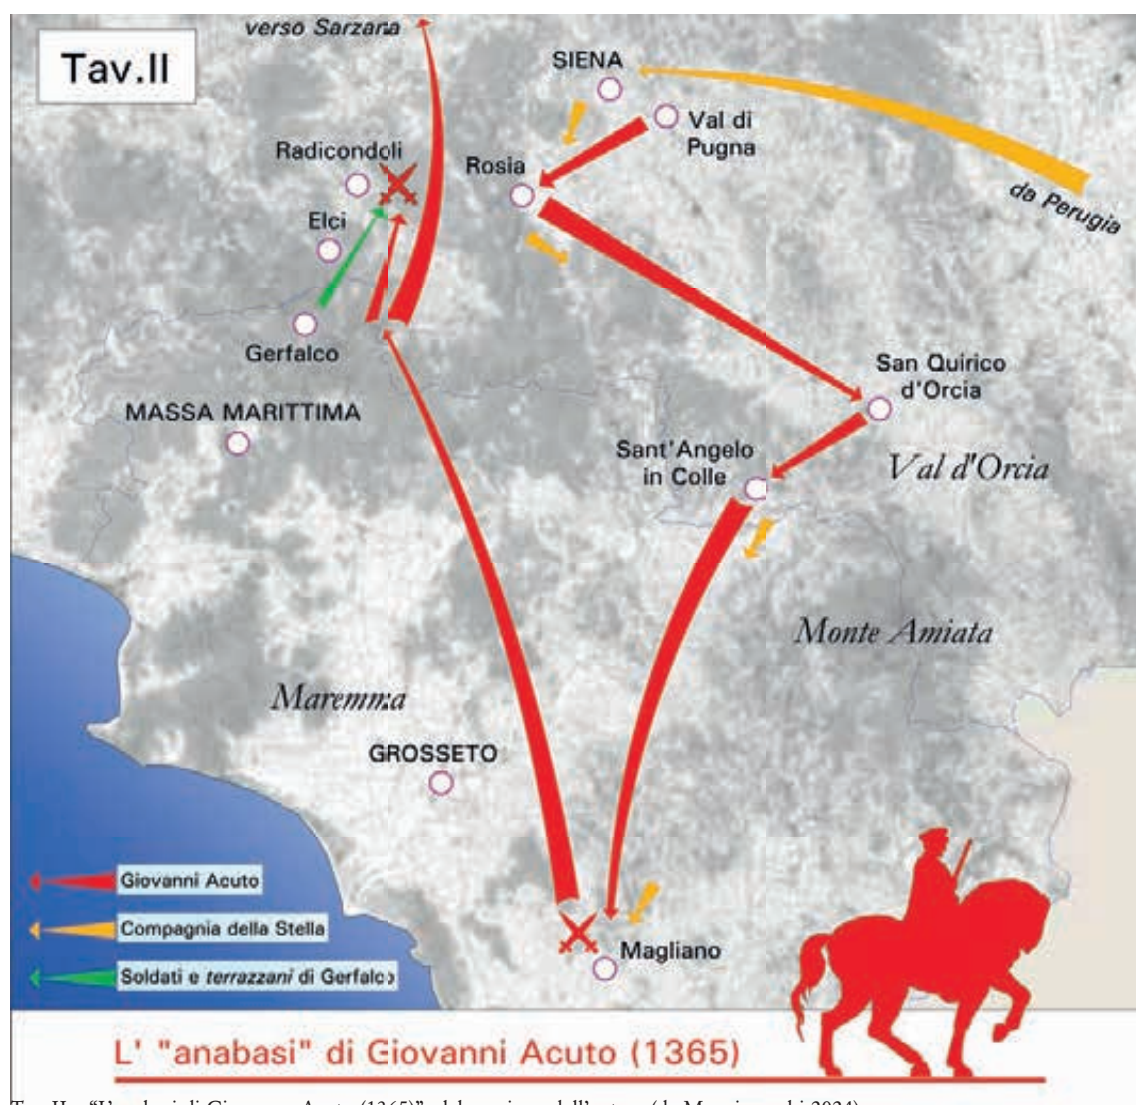 verso Sarzana
Tav.II
SIENA
Val di
Pugna
da Perugia
Radicondoli
Rosia
Elci
Gerfalco
San Quirico
d'Orcia
MASSA MARITTIMA
Sant'Angelo
in Colle
Val d'Orcia
Monte Amiata
Maremma
GROSSETO
Giovanni Acuto
Compagnia della Stella
Soldati e terrazzani di Gerfalco
Magliano
L' "anabasi" di Giovanni Acuto (1365)